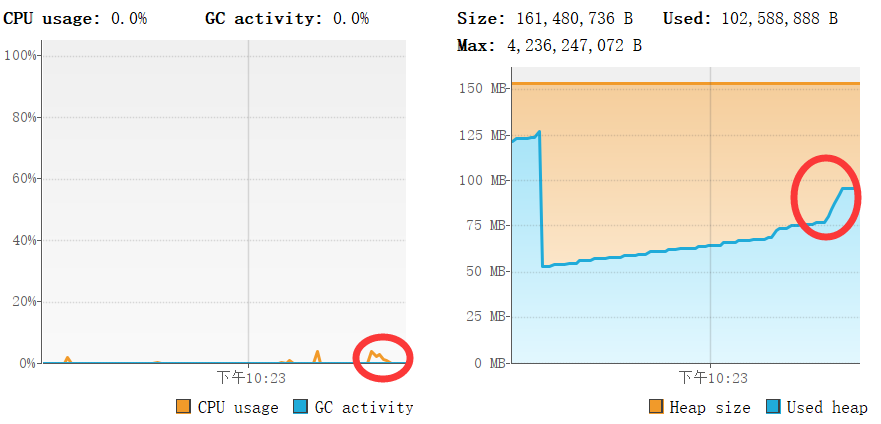 CPU usage: 0.0% GC activity: 0.0%
100%
80%
60%
40%
20%
0%
下午10:23
CPU usage GC activity
Size: 161,480,736 B Used: 102,588,888 B
Max: 4,236,247,072 B
150 MB
125 MB
100 MB
75 MB
50 MB
25 MB
0 MB
下午10:23
Heap size Used heap